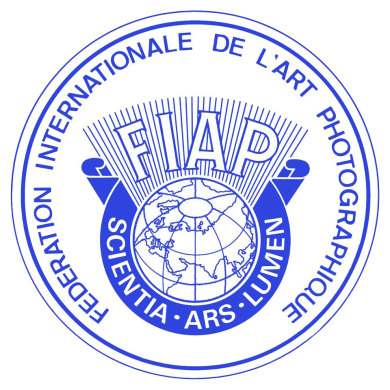 FEDERATION INTERNATIONALE DE L'ART PHOTOGRAPHIQUE
FIAP
SCIENTIA · ARS · LUMEN